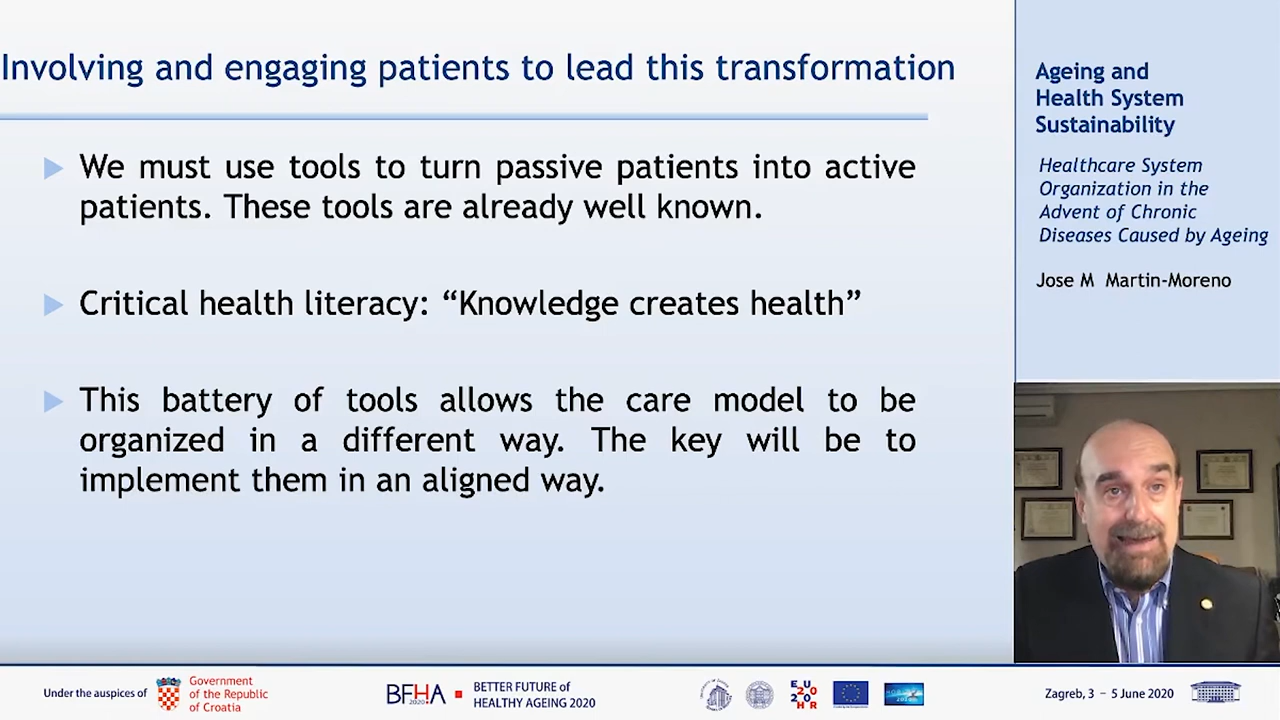 Involving and engaging patients to lead this transformation
We must use tools to turn passive patients into active
patients. These tools are already well known.
Critical health literacy: “Knowledge creates health”
This battery of tools allows the care model to be
organized in a different way. The key will be to
implement them in an aligned way.
Ageing and
Health System
Sustainability
Healthcare System
Organization in the
Advent of Chronic
Diseases Caused by Ageing
Jose M Martin-Moreno
Under the auspices of
Government
of the Republic
of Croatia
BFHA
2020
BETTER FUTURE of
HEALTHY AGEING 2020
EU
20
20
HR
Zagreb, 3 – 5 June 2020